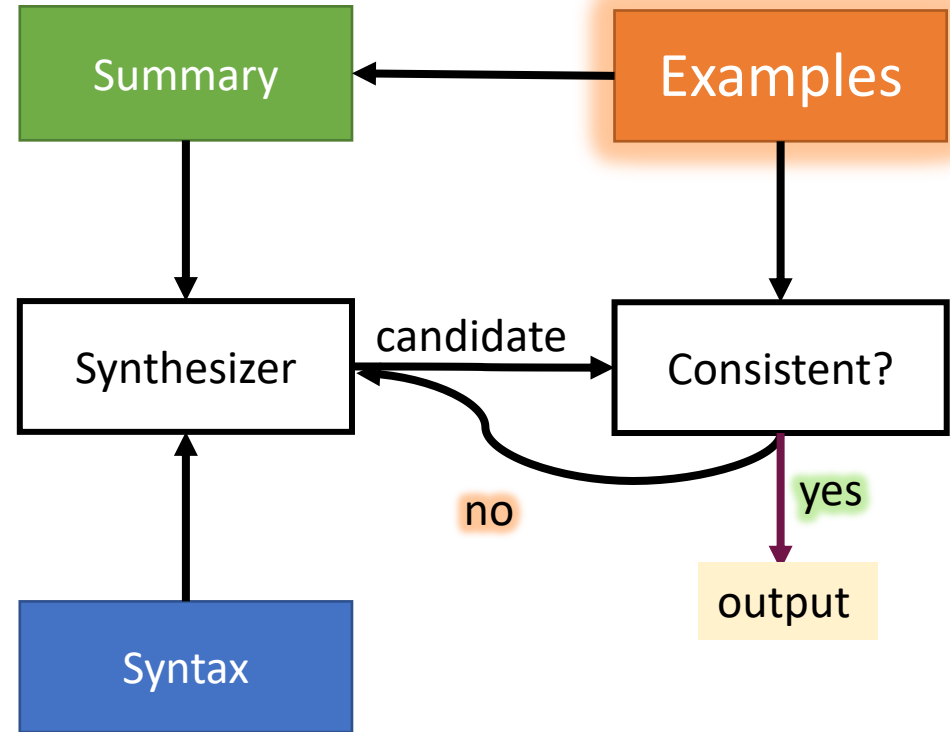 Summary
Examples
candidate
Synthesizer
Consistent?
no
yes
output
Syntax